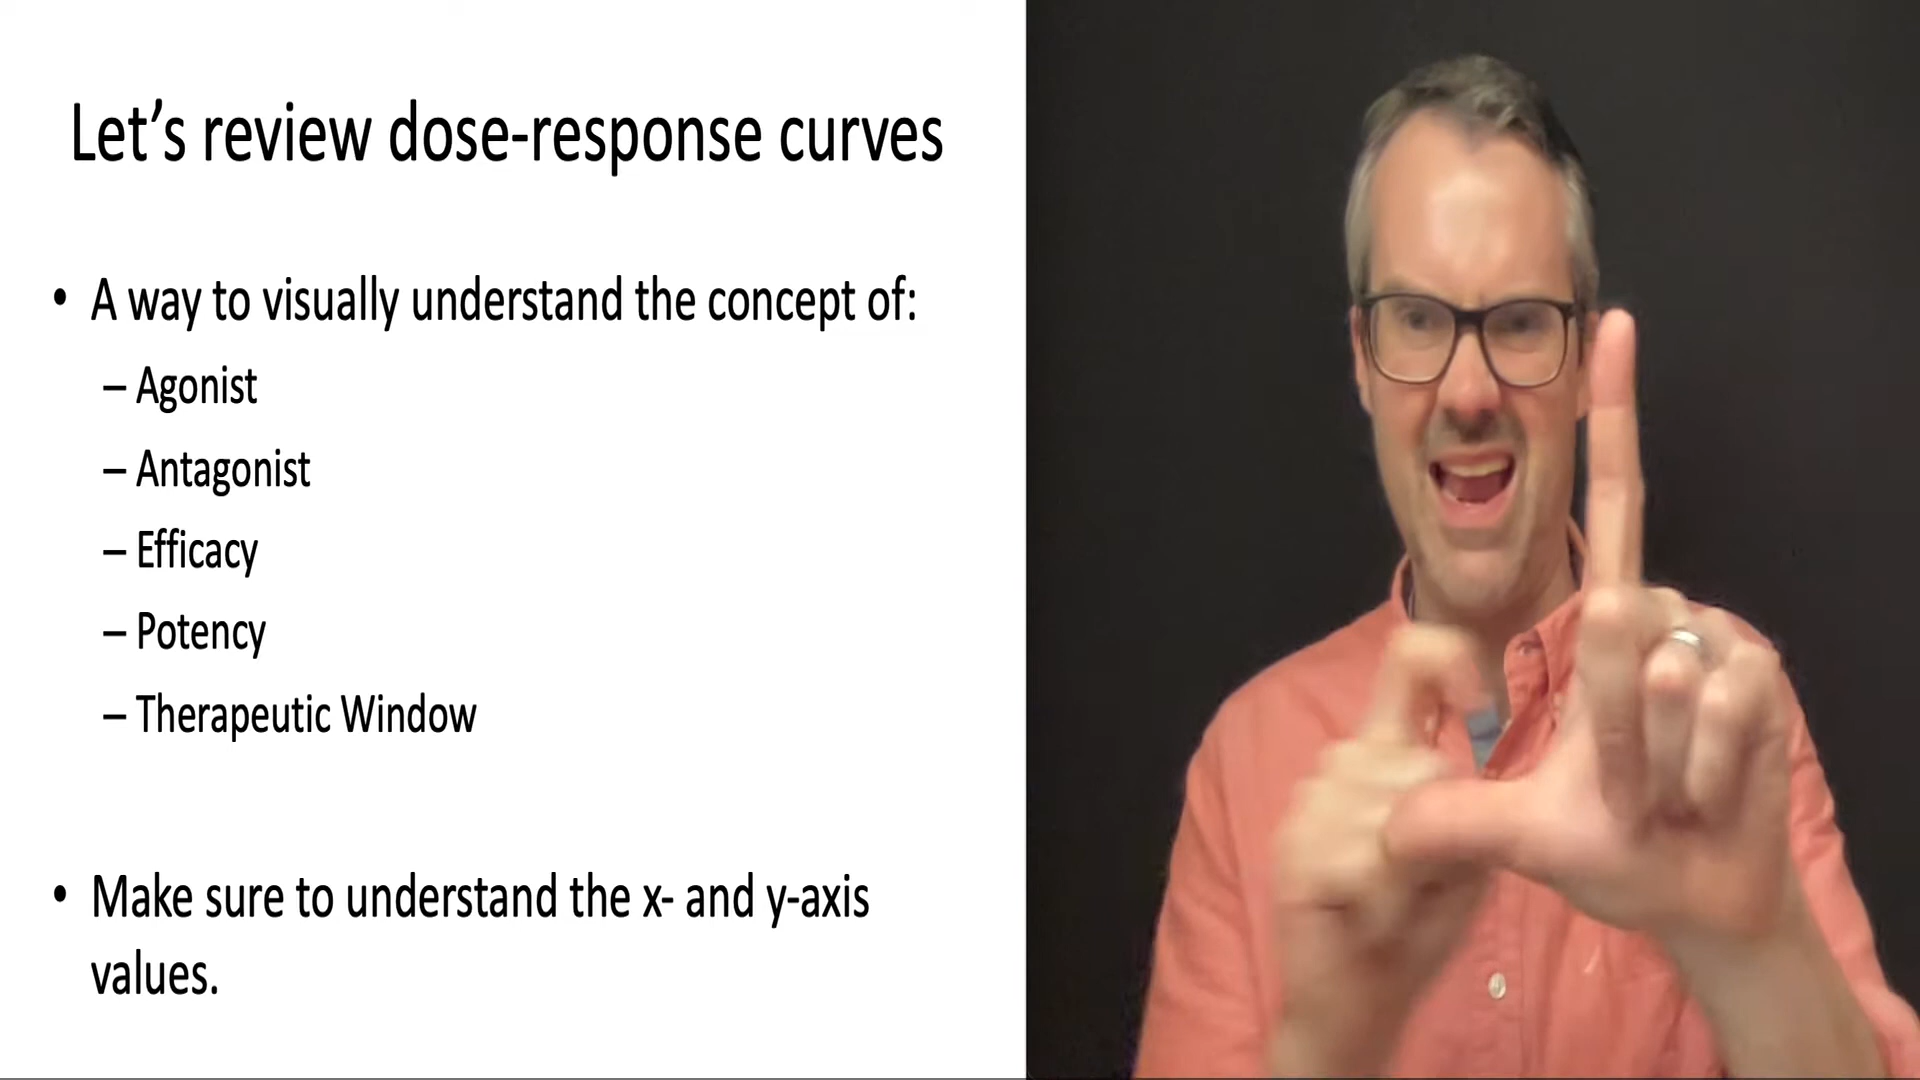 Let’s review dose-response curves
• A way to visually understand the concept of:
– Agonist
– Antagonist
– Efficacy
– Potency
– Therapeutic Window
• Make sure to understand the x- and y-axis
values.